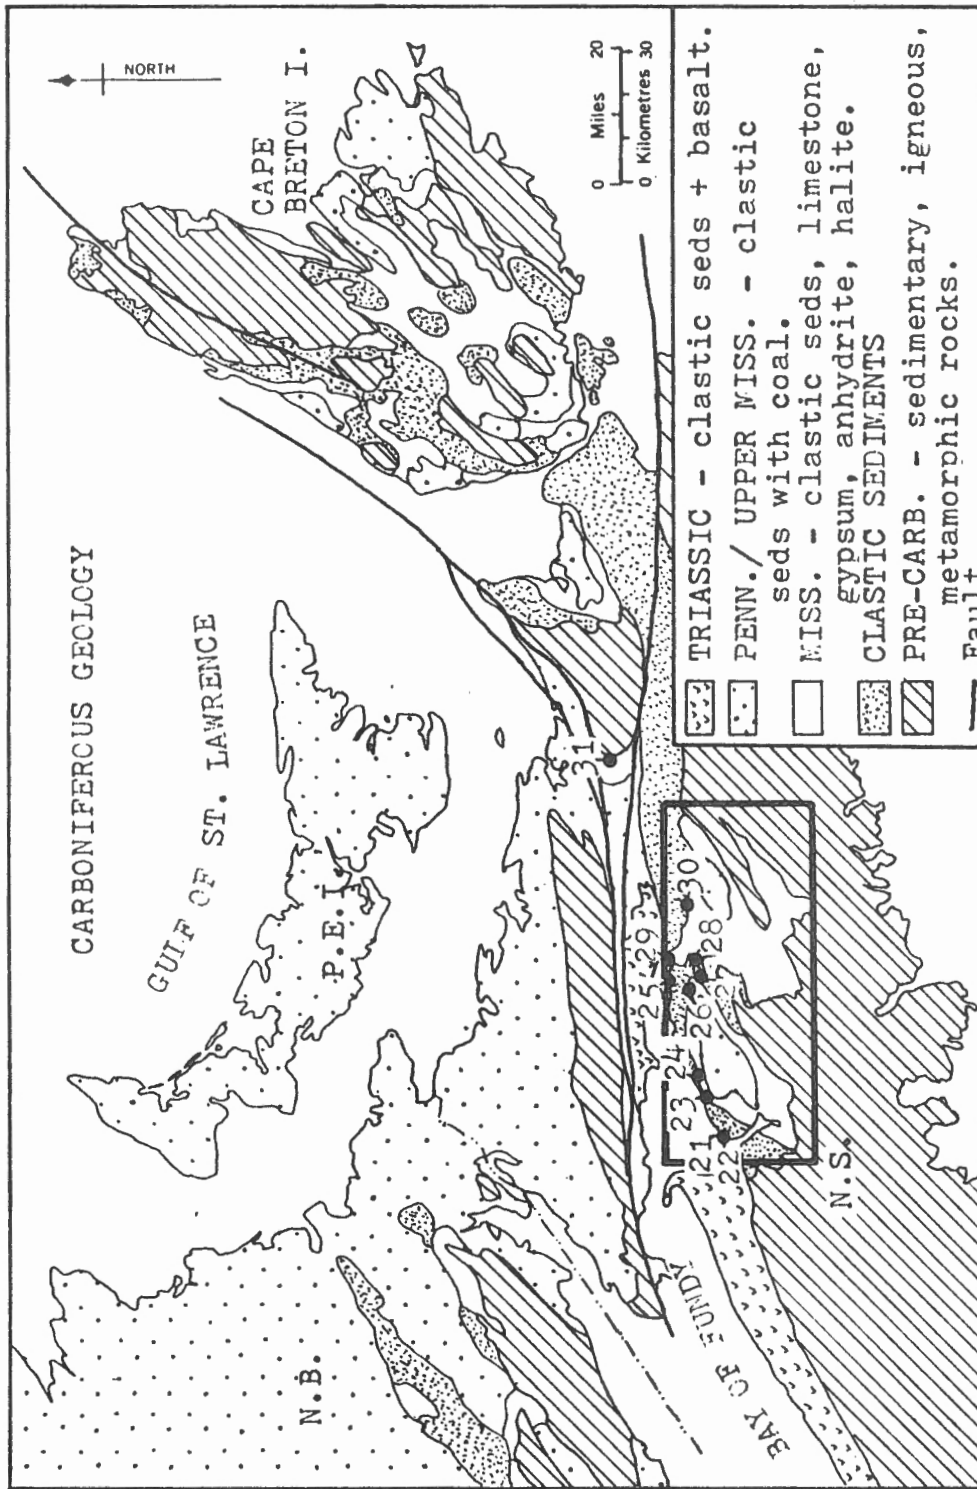 CARBONIFEROUS GEOLOGY
GULF OF ST. LAWRENCE
P.E.I.
N.B.
CAPE
BRETON I.
NORTH
Miles
0 20
0 Kilometres 30
BAY OF FUNDY
N.S.
21
22
23
24
25
26
27
28
29
30
31
TRIASSIC - clastic seds + basalt.
PENN./ UPPER MISS. - clastic
seds with coal.
MISS. - clastic seds, limestone,
gypsum, anhydrite, halite.
CLASTIC SEDIMENTS
PRE-CARB. - sedimentary, igneous,
metamorphic rocks.
Fault